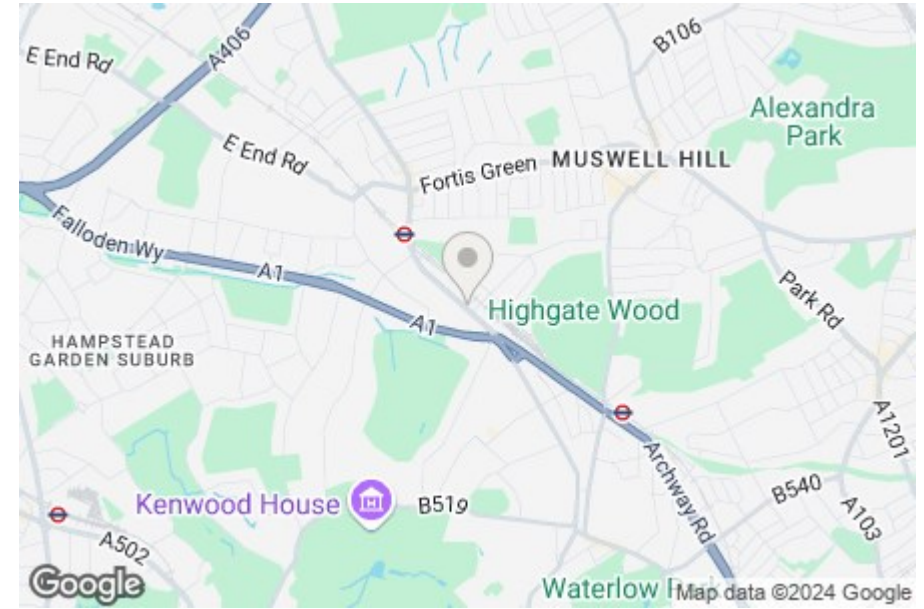 E End Rd
A406
B106
Alexandra
Park
E End Rd
Fortis Green
MUSWELL HILL
Falloden Wy
A1
A1
Highgate Wood
Park Rd
HAMPSTEAD
GARDEN SUBURB
A1201
Kenwood House
B519
Archway Rd
B540
A103
A502
Google
Waterlow
Map data ©2024 Google